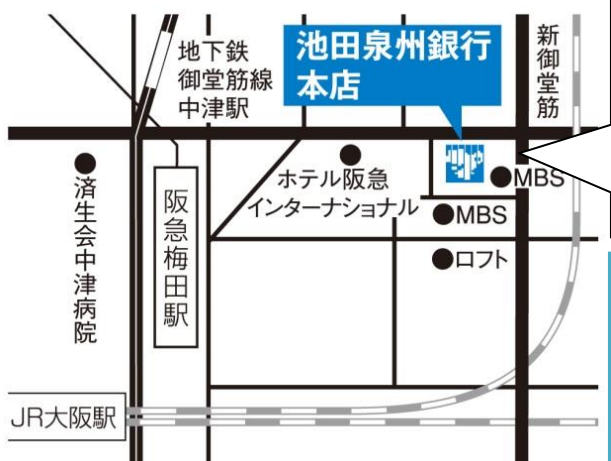 地下鉄
御堂筋線
中津駅
池田泉州銀行
本店
新御堂筋
済生会中津病院
阪急梅田駅
ホテル阪急
インターナショナル
MBS
MBS
ロフト
JR大阪駅